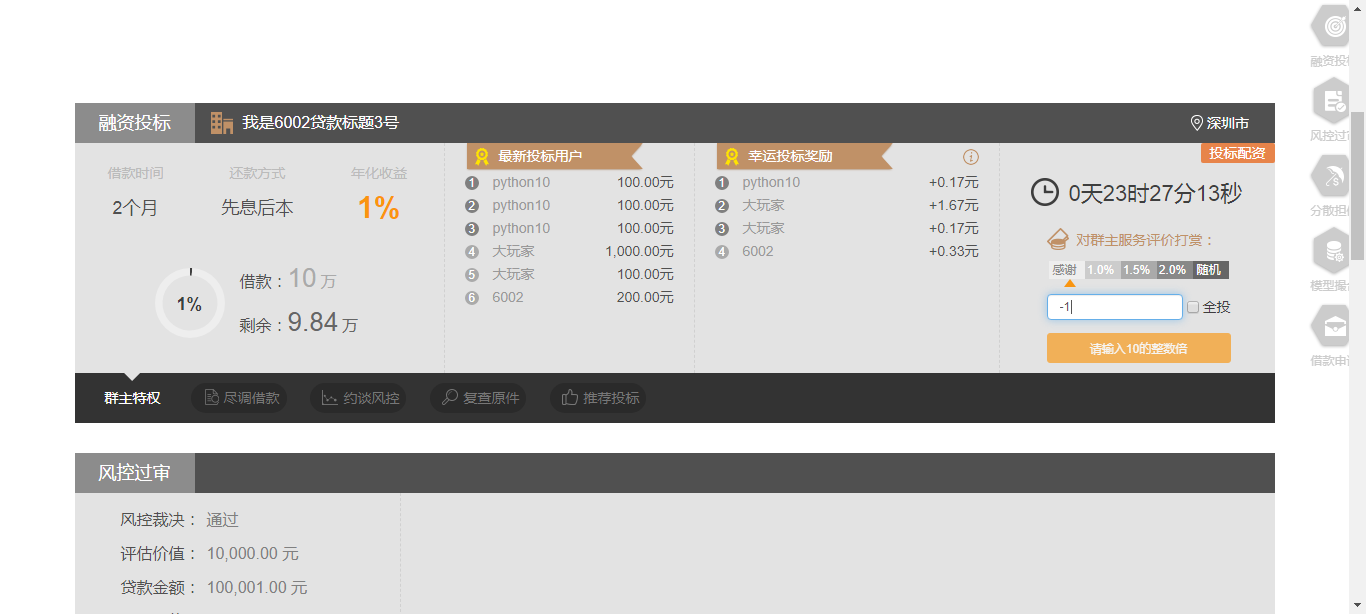 融资投标
我是6002贷款标题3号
深圳市
借款时间
还款方式
年化收益
2个月
先息后本
1%
1%
借款：10 万
剩余：9.84 万
最新投标用户
1 python10 100.00元
2 python10 100.00元
3 python10 100.00元
4 大玩家 1,000.00元
5 大玩家 100.00元
6 6002 200.00元
幸运投标奖励
1 python10 +0.17元
2 大玩家 +1.67元
3 大玩家 +0.17元
4 6002 +0.33元
投标配资
0天23时27分13秒
对群主服务评价打赏：
感谢 1.0% 1.5% 2.0% 随机
-1
全投
请输入10的整数倍
群主特权
尽调借款
约谈风控
复查原件
推荐投标
风控过审
风控裁决： 通过
评估价值： 10,000.00 元
贷款金额： 100,001.00 元
融资投
风控过
分散担
模型操
借款申